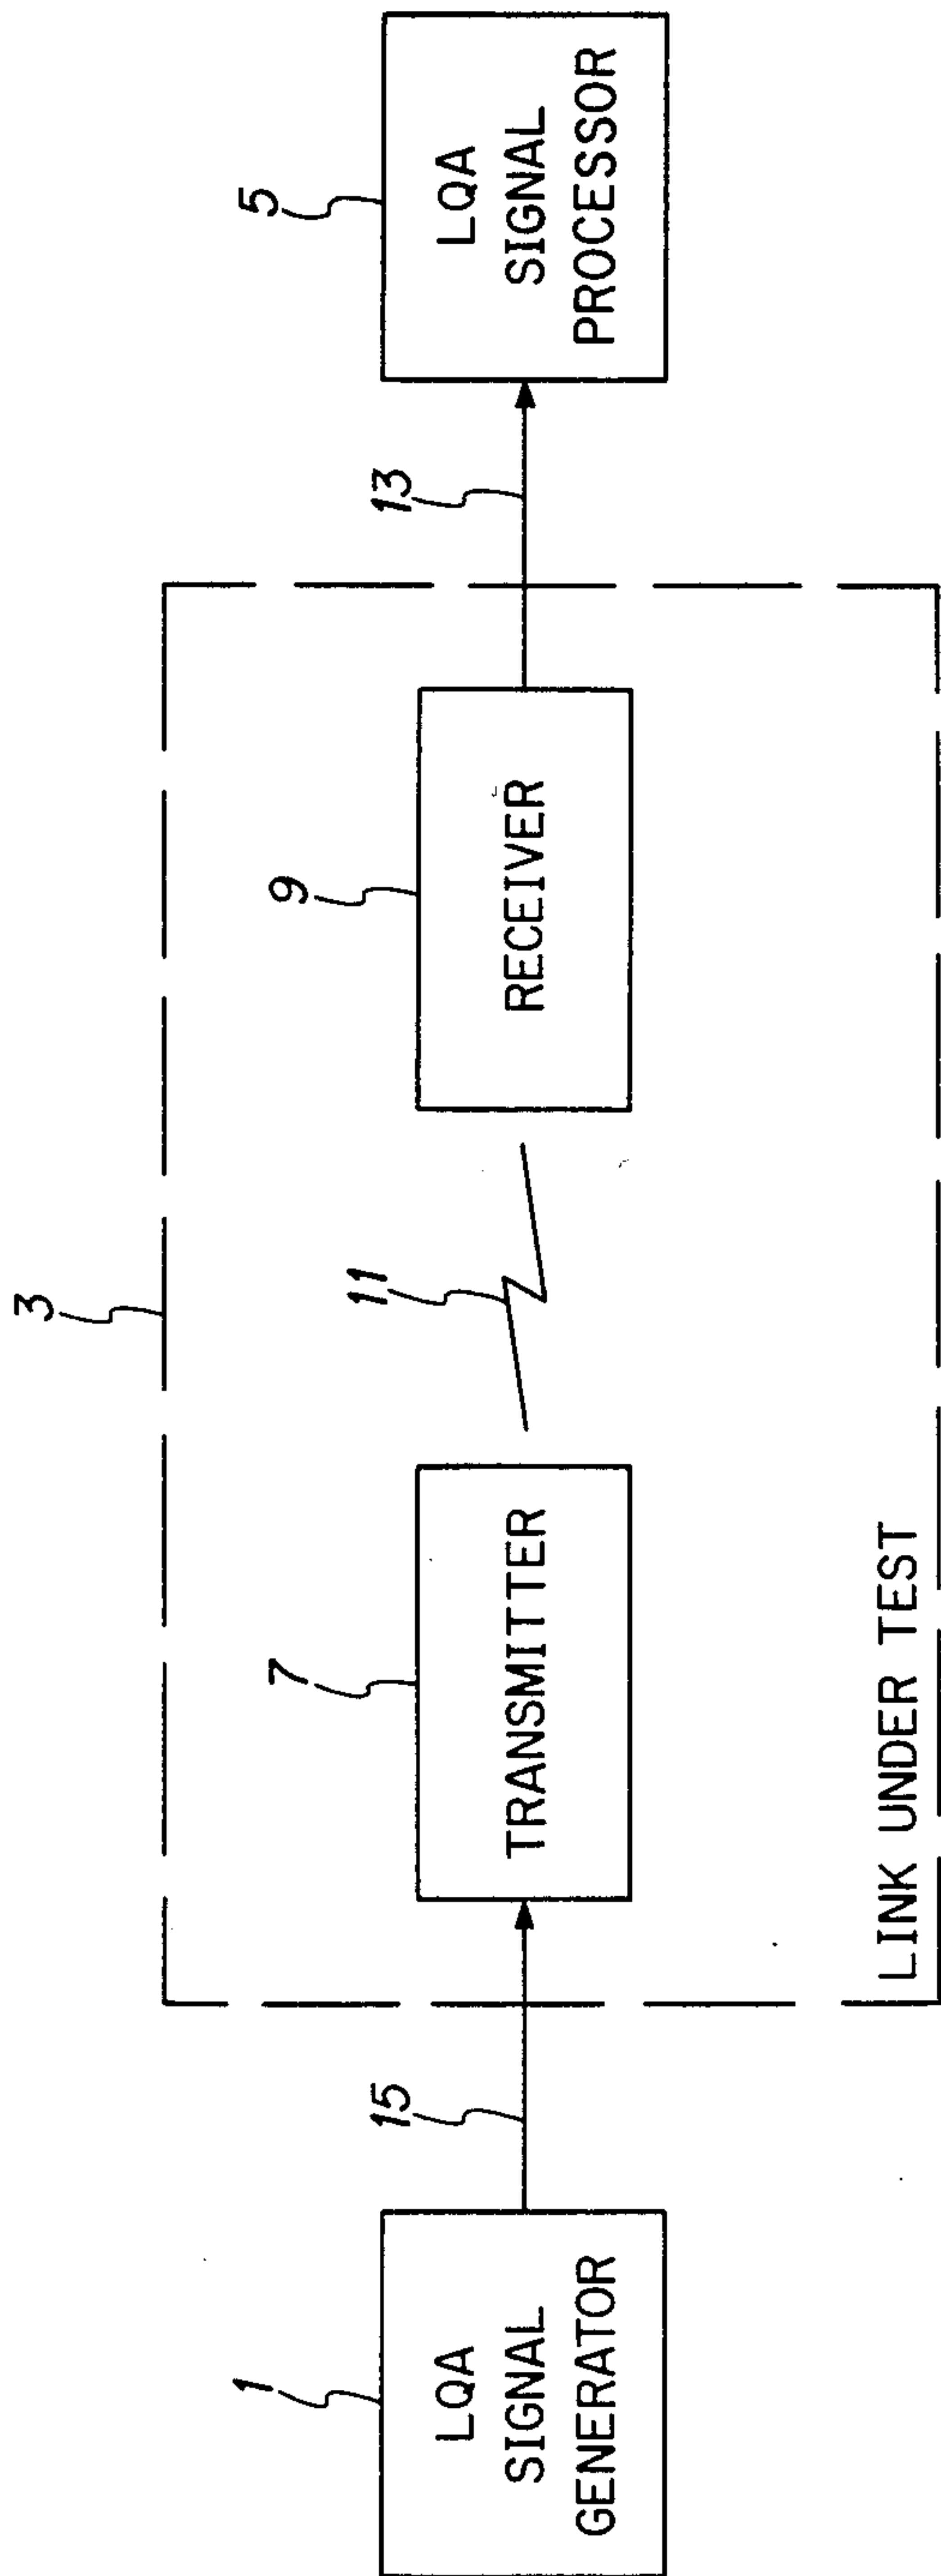 3
1
LQA
SIGNAL
GENERATOR
15
7
TRANSMITTER
11
9
RECEIVER
13
5
LQA
SIGNAL
PROCESSOR
LINK UNDER TEST